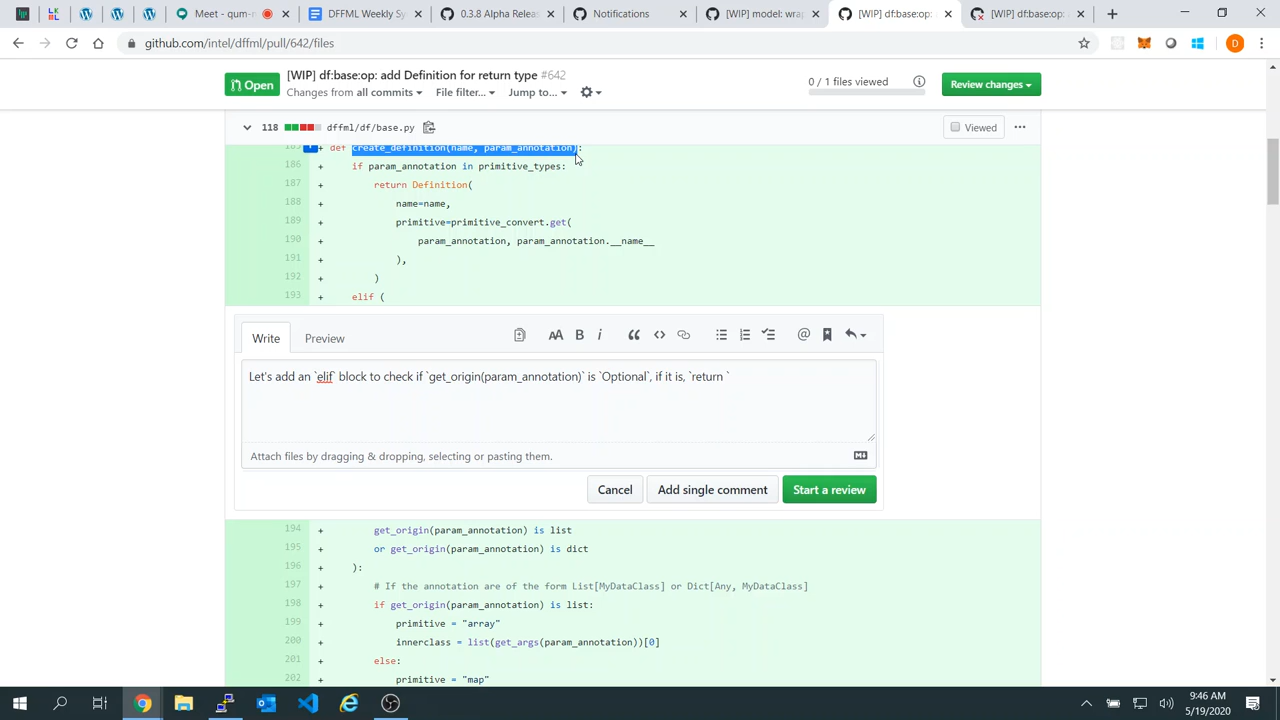 Meet - qum-n
DFFML Weekly Sy
0.3.8 Alpha Relea
Notifications
[WIP] model: wrap
[WIP] df:base:op:
[WIP] df:base:op:
github.com/intel/dffml/pull/642/files
D
Open
[WIP] df:base:op: add Definition for return type #642
Changes from all commits
File filter...
Jump to...
0 / 1 files viewed
Review changes
118
dffml/df/base.py
Viewed
185 + def create_definition(name, param_annotation):
186 + if param_annotation in primitive_types:
187 + return Definition(
188 + name=name,
189 + primitive=primitive_convert.get(
190 + param_annotation, param_annotation.__name__
191 + ),
192 + )
193 + elif (
Write
Preview
Let's add an `elif` block to check if `get_origin(param_annotation)` is `Optional`, if it is, `return `
Attach files by dragging & dropping, selecting or pasting them.
Cancel
Add single comment
Start a review
194 + get_origin(param_annotation) is list
195 + or get_origin(param_annotation) is dict
196 + ):
197 + # If the annotation are of the form List[MyDataClass] or Dict[Any, MyDataClass]
198 + if get_origin(param_annotation) is list:
199 + primitive = "array"
200 + innerclass = list(get_args(param_annotation))[0]
201 + else:
202 + primitive = "map"
9:46 AM
5/19/2020